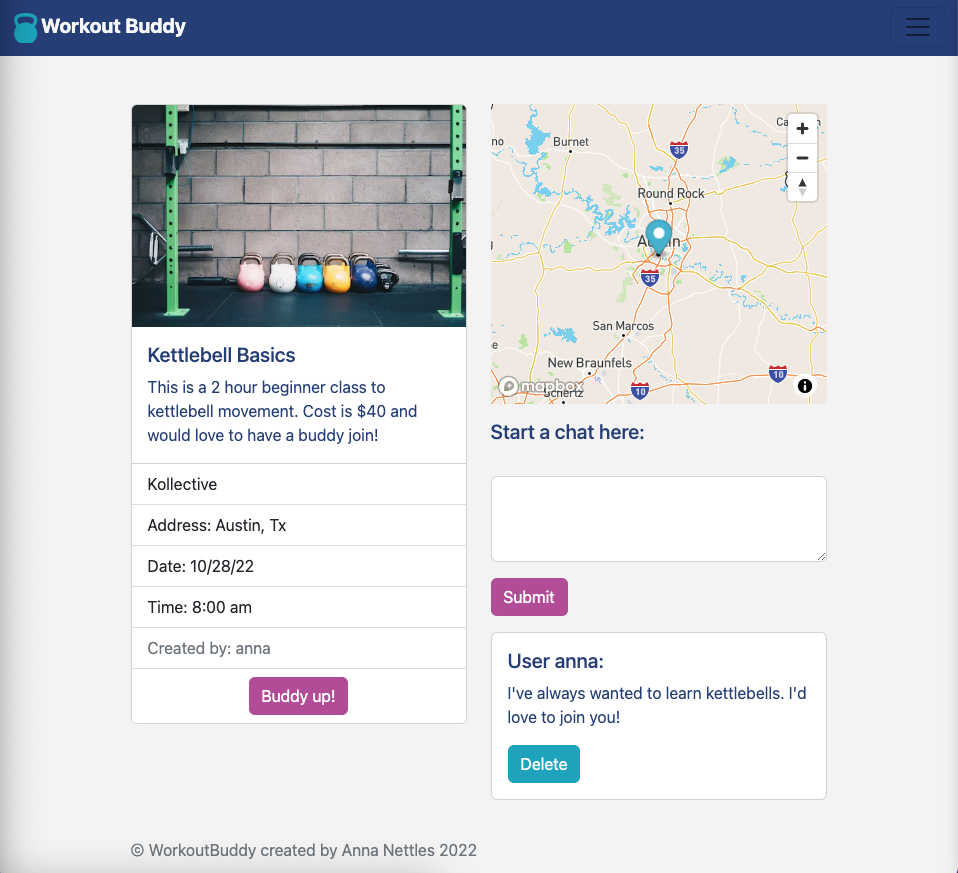 Workout Buddy
Kettlebell Basics
This is a 2 hour beginner class to
kettlebell movement. Cost is $40 and
would love to have a buddy join!
Kollective
Address: Austin, Tx
Date: 10/28/22
Time: 8:00 am
Created by: anna
Buddy up!
Burnet
35
Round Rock
Austin
35
San Marcos
New Braunfels
10
10
mapbox
Schertz
Start a chat here:
Submit
User anna:
I've always wanted to learn kettlebells. I'd
love to join you!
Delete
© WorkoutBuddy created by Anna Nettles 2022